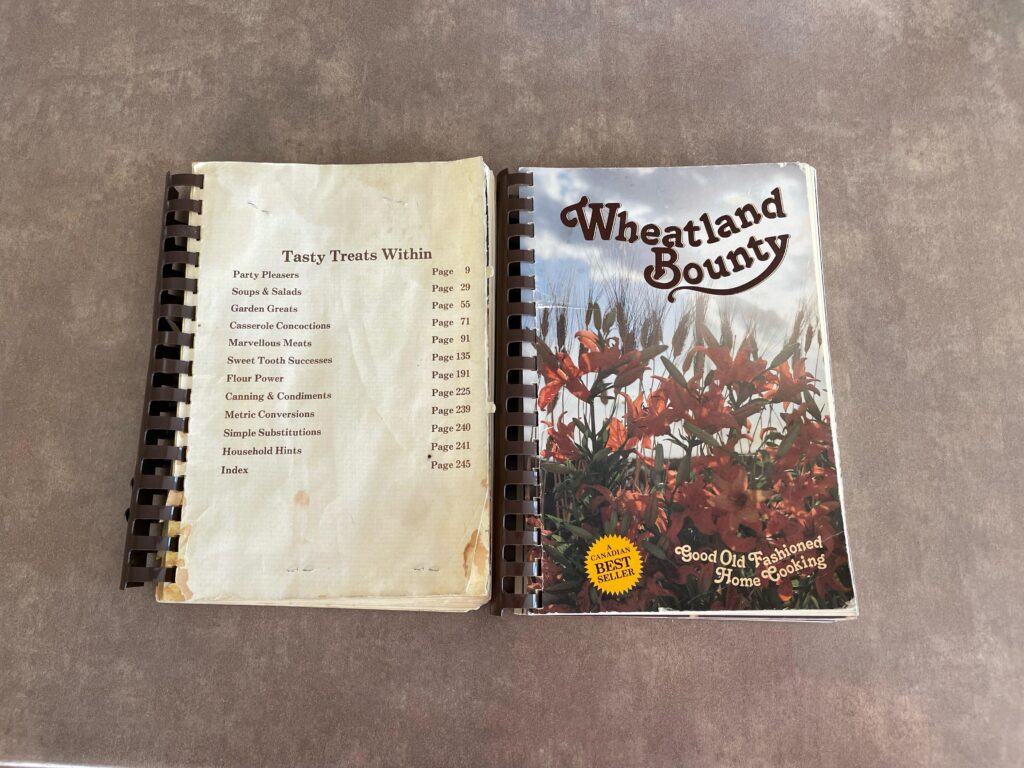 Tasty Treats Within
Party Pleasers Page 9
Soups & Salads Page 29
Garden Greats Page 55
Casserole Concoctions Page 71
Marvellous Meats Page 91
Sweet Tooth Successes Page 135
Flour Power Page 191
Canning & Condiments Page 225
Metric Conversions Page 239
Simple Substitutions Page 240
Household Hints Page 241
Index Page 245
Wheatland
Bounty
A
CANADIAN
BEST
SELLER
Good Old Fashioned
Home Cooking